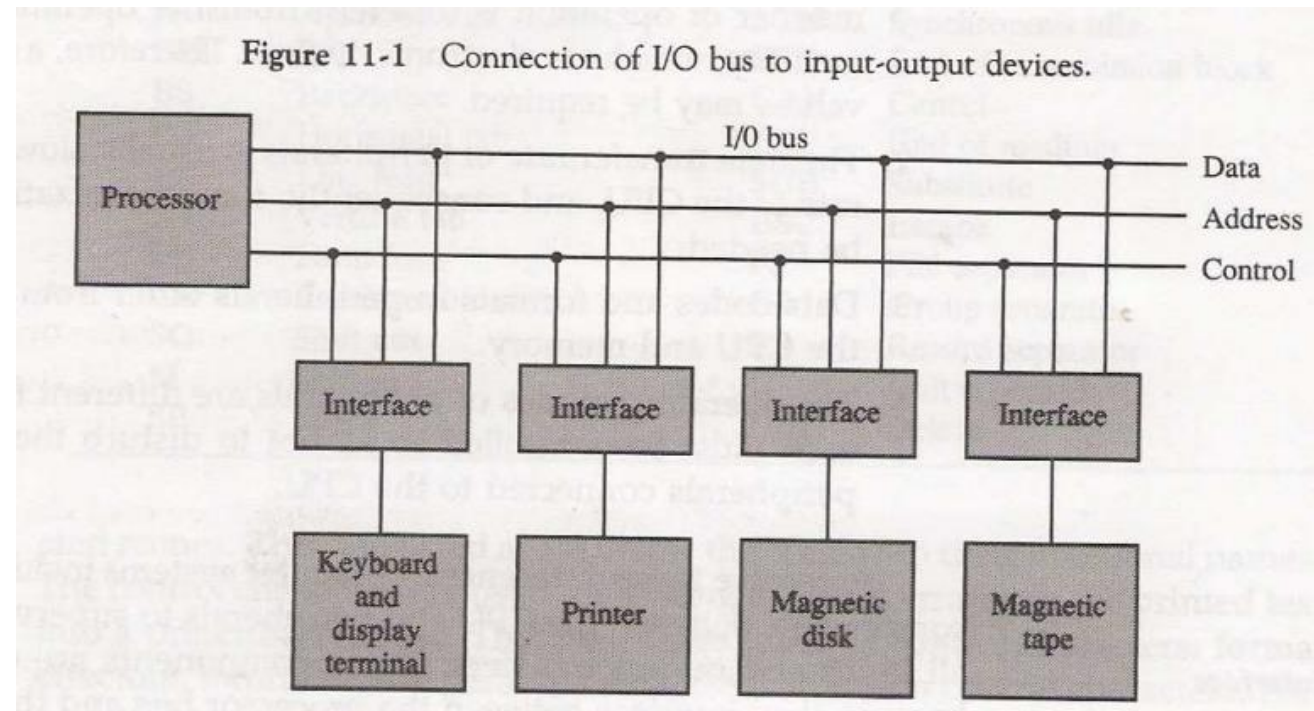 Figure 11-1 Connection of I/O bus to input-output devices.
I/0 bus
Data
Processor
Address
Control
Interface
Interface
Interface
Interface
Keyboard
and
display
terminal
Printer
Magnetic
disk
Magnetic
tape